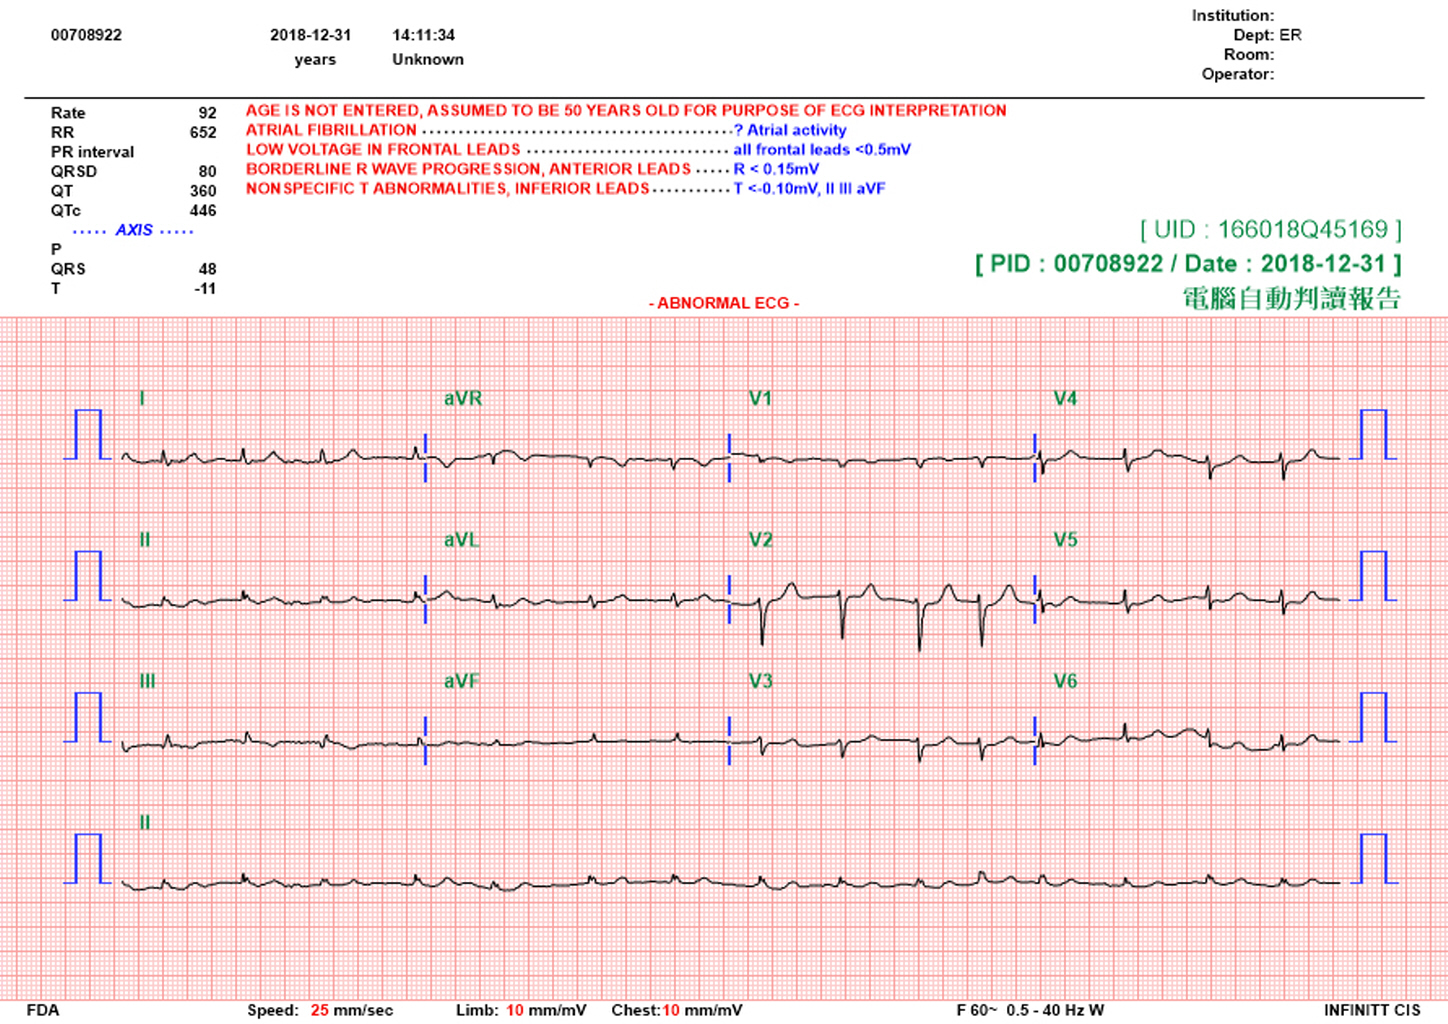 Institution:
00708922 2018-12-31 14:11:34 Dept: ER
years Unknown Room:
Operator:
Rate 92 AGE IS NOT ENTERED, ASSUMED TO BE 50 YEARS OLD FOR PURPOSE OF ECG INTERPRETATION
RR 652 ATRIAL FIBRILLATION ? Atrial activity
PR interval LOW VOLTAGE IN FRONTAL LEADS all frontal leads <0.5mV
QRSD 80 BORDERLINE R WAVE PROGRESSION, ANTERIOR LEADS R < 0.15mV
QT 360 NONSPECIFIC T ABNORMALITIES, INFERIOR LEADS T <-0.10mV, II III aVF
QTc 446
AXIS
[ UID : 166018Q45169 ]
P
[ PID : 00708922 / Date : 2018-12-31 ]
QRS 48
T -11
電腦自動判讀報告
- ABNORMAL ECG -
I aVR V1 V4
II aVL V2 V5
III aVF V3 V6
II
FDA Speed: 25 mm/sec Limb: 10 mm/mV Chest:10 mm/mV F 60~ 0.5 - 40 Hz W INFINITT CIS